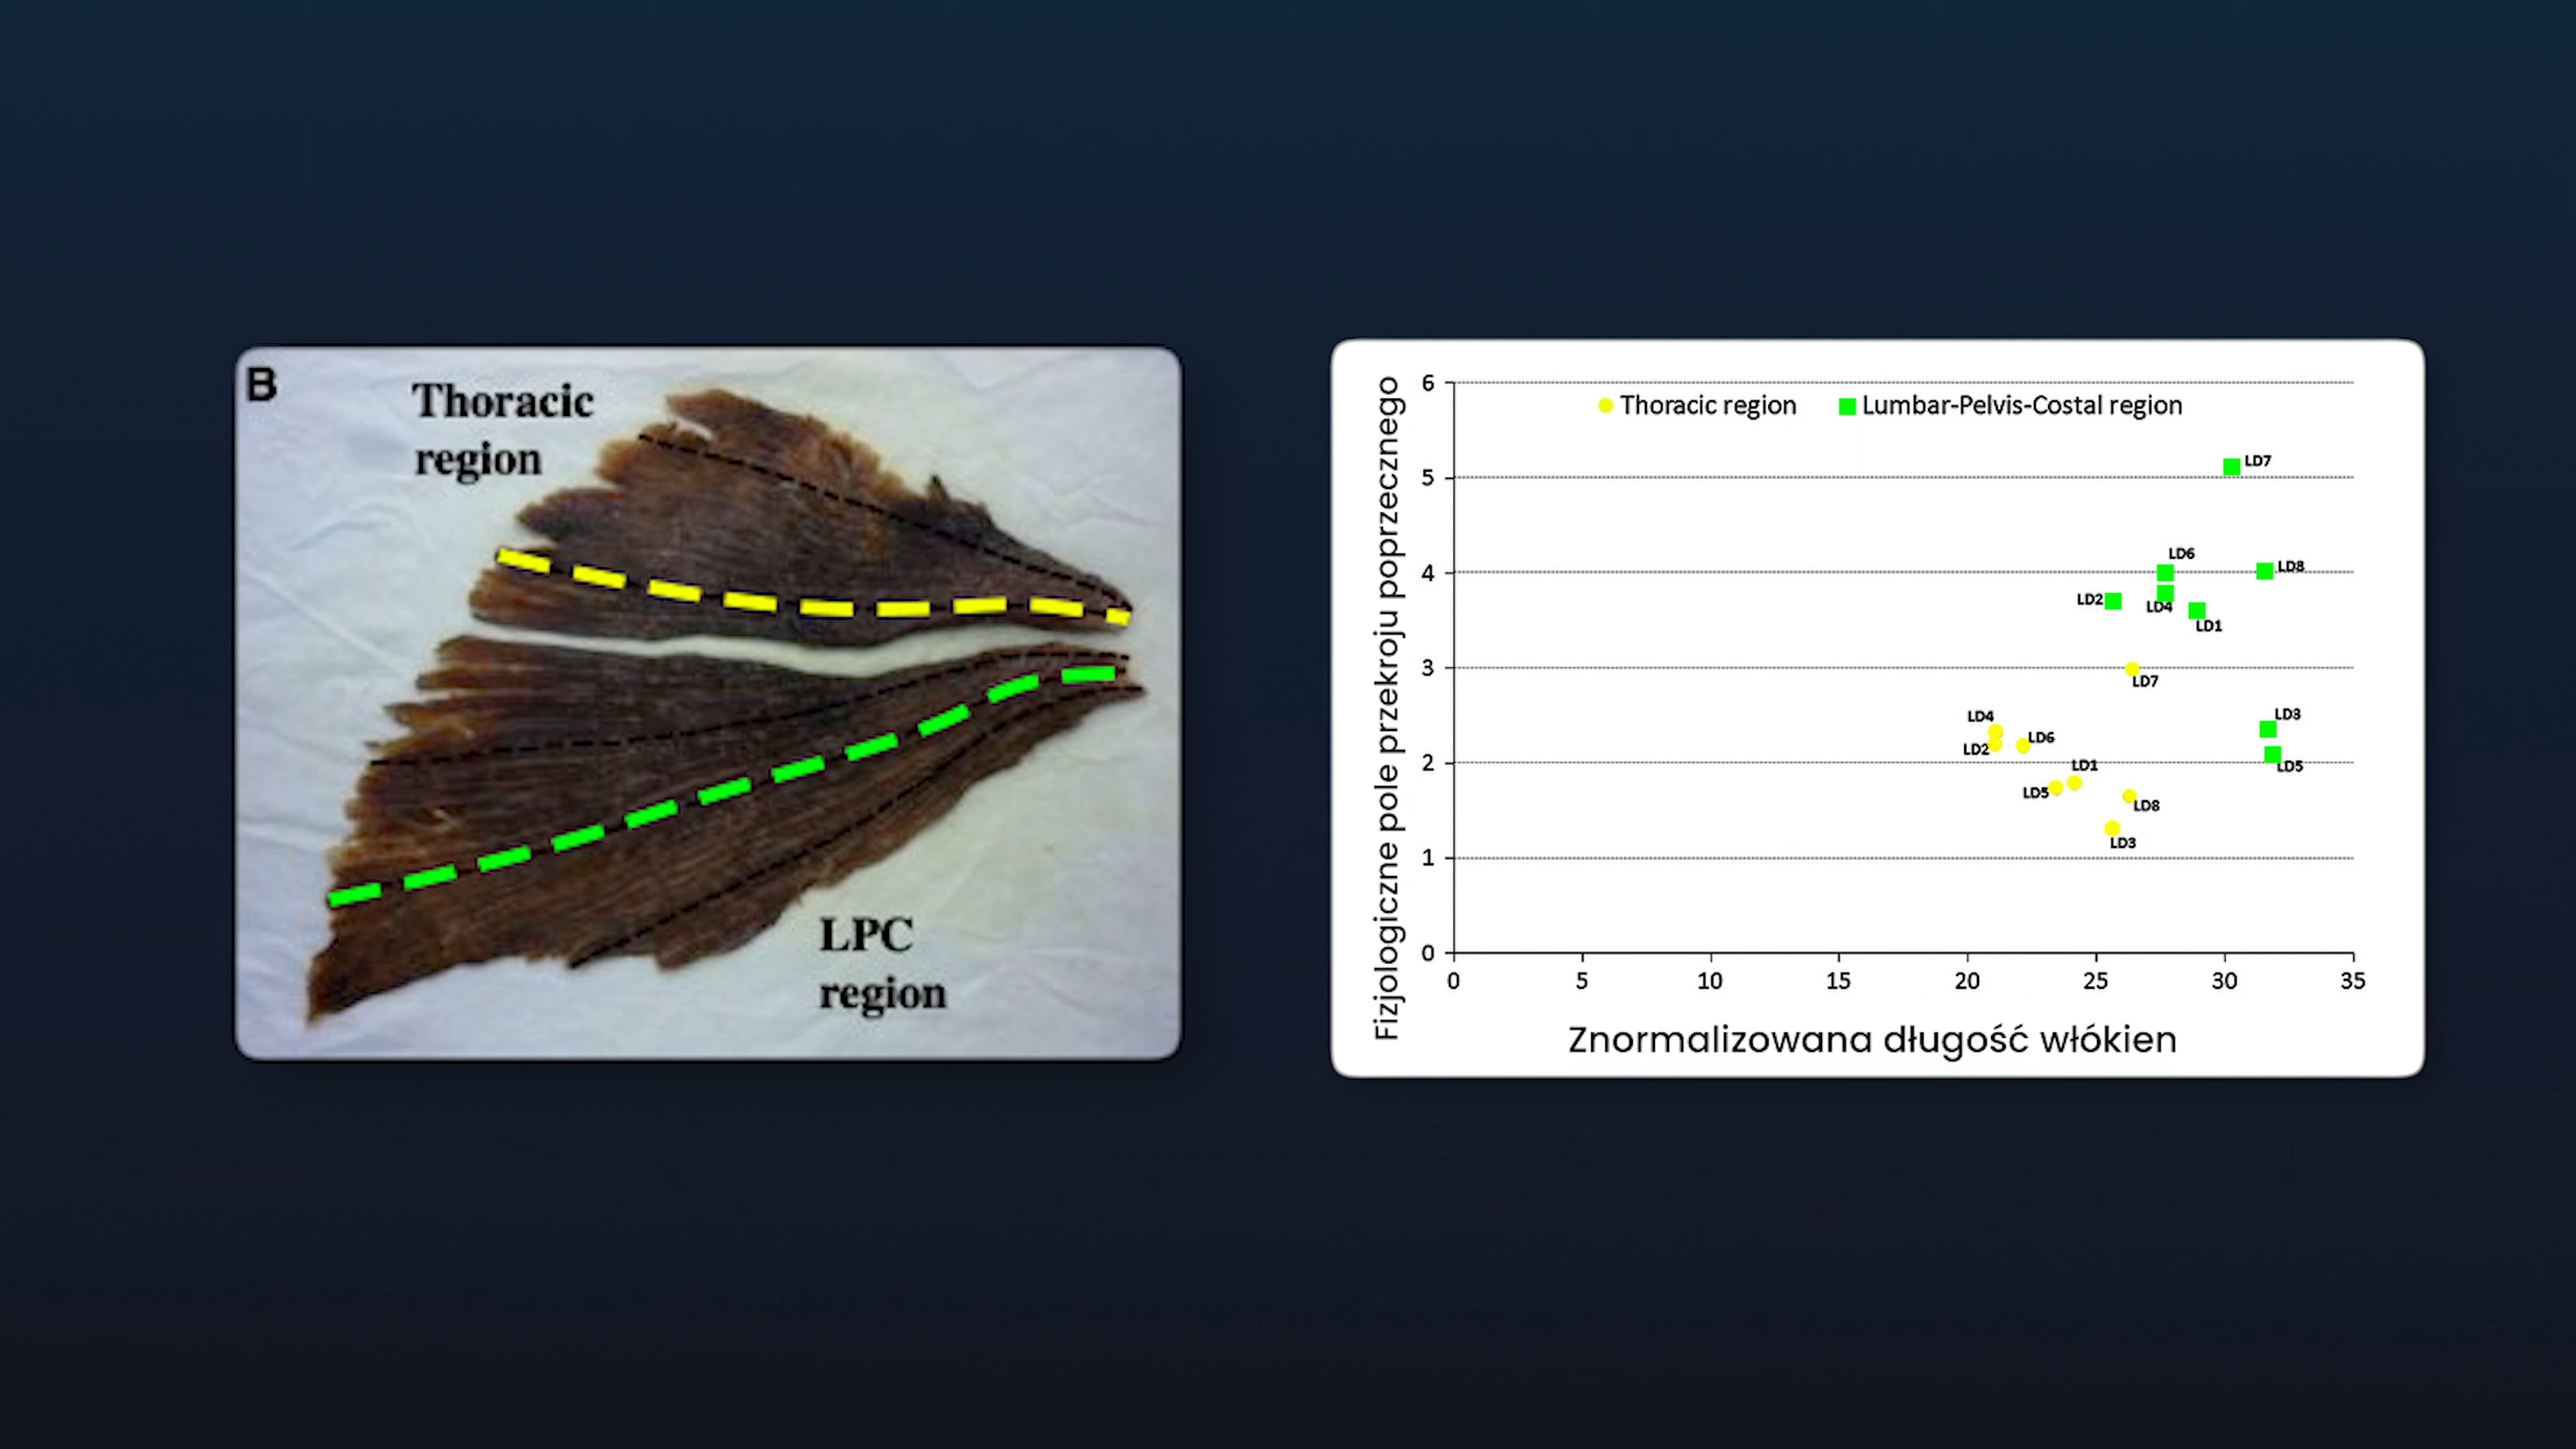 B
Thoracic
region
LPC
region
Fizjologiczne pole przekroju poprzecznego
6
5
4
3
2
1
0
Thoracic region
Lumbar-Pelvis-Costal region
LD7
LD6
LD8
LD2
LD4
LD1
LD7
LD4
LD3
LD6
LD2
LD1
LD5
LD5
LD8
LD3
0 5 10 15 20 25 30 35
Znormalizowana długość włókien